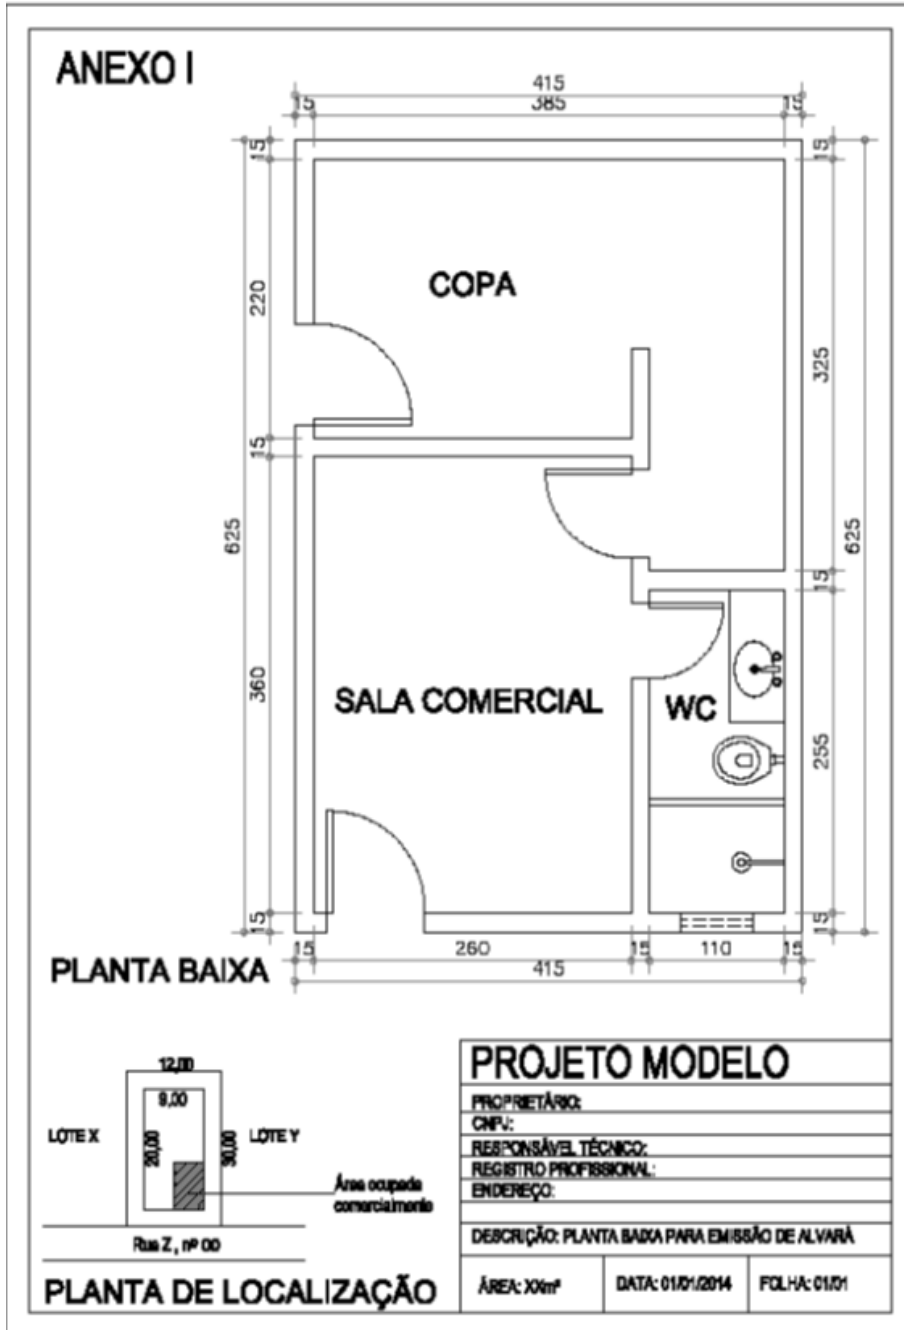 ANEXO I
415
15 385 15
15
15
220
COPA
325
15
625
625
15
360
SALA COMERCIAL
WC
255
15
15
15 260 15 110 15
415
PLANTA BAIXA
12,00
9,00
LOTE X
20,00
30,00
LOTE Y
Área ocupada
comercialmente
Rua Z, nº 00
PLANTA DE LOCALIZAÇÃO
PROJETO MODELO
PROPRIETÁRIO:
CNPJ:
RESPONSÁVEL TÉCNICO:
REGISTRO PROFISSIONAL:
ENDEREÇO:
DESCRIÇÃO: PLANTA BAIXA PARA EMISSÃO DE ALVARÁ
ÁREA: XXm² DATA: 01/01/2014 FOLHA: 01/01